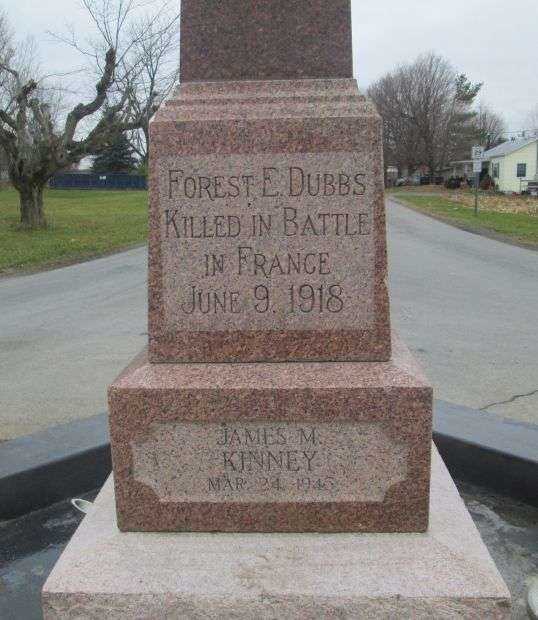 FOREST E. DUBBS
KILLED IN BATTLE
IN FRANCE
JUNE 9, 1918
JAMES M.
KINNEY
MAR. 24, 1945